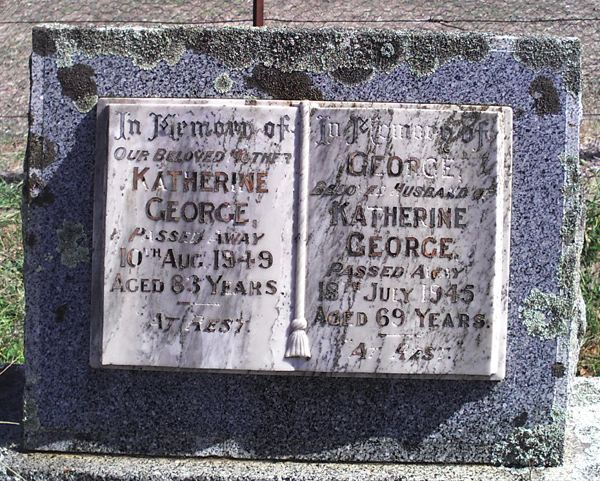 In Memory of
Our Beloved Mother
KATHERINE
GEORGE,
Passed Away
10TH Aug. 1949
Aged 83 Years.
At Rest.
In Memory of
GEORGE,
Husband of
KATHERINE
GEORGE.
Passed Away
18TH July 1945
Aged 69 Years.
At Rest.